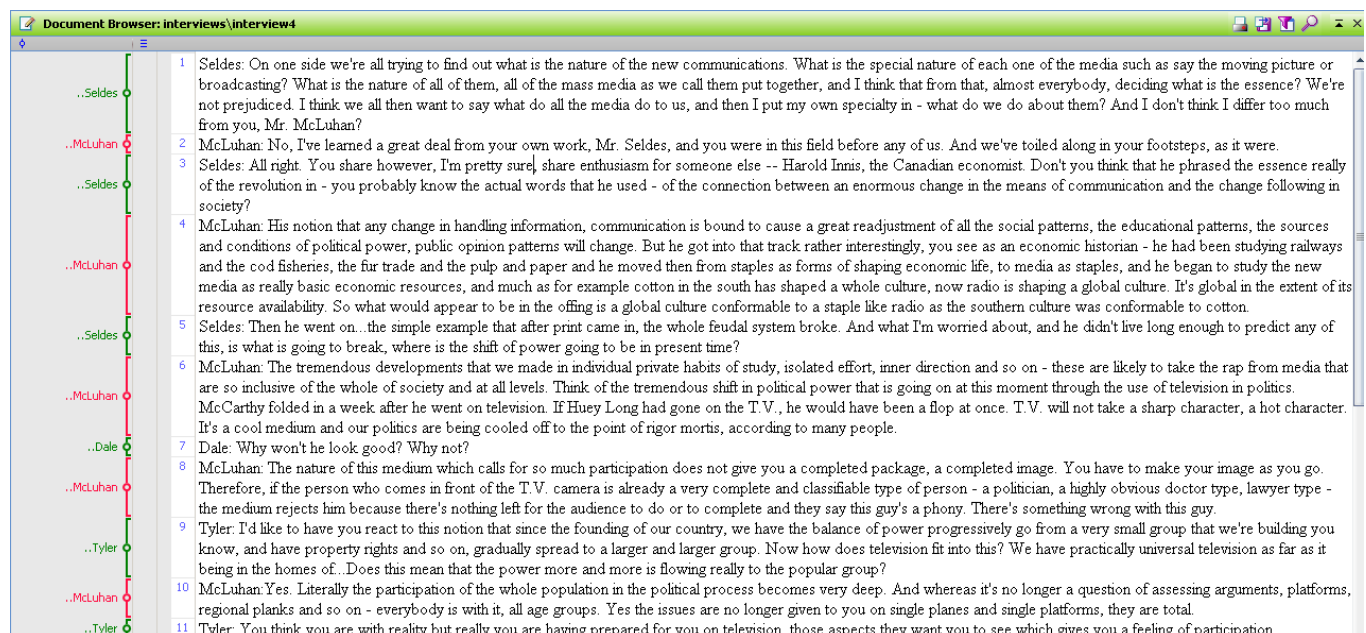 Document Browser: interviews\interview4
..Seldes
1 Seldes: On one side we're all trying to find out what is the nature of the new communications. What is the special nature of each one of the media such as say the moving picture or
broadcasting? What is the nature of all of them, all of the mass media as we call them put together, and I think that from that, almost everybody, deciding what is the essence? We're
not prejudiced. I think we all then want to say what do all the media do to us, and then I put my own specialty in - what do we do about them? And I don't think I differ too much
from you, Mr. McLuhan?
..McLuhan
2 McLuhan: No, I've learned a great deal from your own work, Mr. Seldes, and you were in this field before any of us. And we've toiled along in your footsteps, as it were.
..Seldes
3 Seldes: All right. You share however, I'm pretty sure, share enthusiasm for someone else -- Harold Innis, the Canadian economist. Don't you think that he phrased the essence really
of the revolution in - you probably know the actual words that he used - of the connection between an enormous change in the means of communication and the change following in
society?
..McLuhan
4 McLuhan: His notion that any change in handling information, communication is bound to cause a great readjustment of all the social patterns, the educational patterns, the sources
and conditions of political power, public opinion patterns will change. But he got into that track rather interestingly, you see as an economic historian - he had been studying railways
and the cod fisheries, the fur trade and the pulp and paper and he moved then from staples as forms of shaping economic life, to media as staples, and he began to study the new
media as really basic economic resources, and much as for example cotton in the south has shaped a whole culture, now radio is shaping a global culture. It's global in the extent of its
resource availability. So what would appear to be in the offing is a global culture conformable to a staple like radio as the southern culture was conformable to cotton.
..Seldes
5 Seldes: Then he went on...the simple example that after print came in, the whole feudal system broke. And what I'm worried about, and he didn't live long enough to predict any of
this, is what is going to break, where is the shift of power going to be in present time?
..McLuhan
6 McLuhan: The tremendous developments that we made in individual private habits of study, isolated effort, inner direction and so on - these are likely to take the rap from media that
are so inclusive of the whole of society and at all levels. Think of the tremendous shift in political power that is going on at this moment through the use of television in politics.
McCarthy folded in a week after he went on television. If Huey Long had gone on the T.V., he would have been a flop at once. T.V. will not take a sharp character, a hot character.
It's a cool medium and our politics are being cooled off to the point of rigor mortis, according to many people.
..Dale
7 Dale: Why won't he look good? Why not?
..McLuhan
8 McLuhan: The nature of this medium which calls for so much participation does not give you a completed package, a completed image. You have to make your image as you go.
Therefore, if the person who comes in front of the T.V. camera is already a very complete and classifiable type of person - a politician, a highly obvious doctor type, lawyer type -
the medium rejects him because there's nothing left for the audience to do or to complete and they say this guy's a phony. There's something wrong with this guy.
..Tyler
9 Tyler: I'd like to have you react to this notion that since the founding of our country, we have the balance of power progressively go from a very small group that we're building you
know, and have property rights and so on, gradually spread to a larger and larger group. Now how does television fit into this? We have practically universal television as far as it
being in the homes of...Does this mean that the power more and more is flowing really to the popular group?
..McLuhan
10 McLuhan:Yes. Literally the participation of the whole population in the political process becomes very deep. And whereas it's no longer a question of assessing arguments, platforms,
regional planks and so on - everybody is with it, all age groups. Yes the issues are no longer given to you on single planes and single platforms, they are total.
..Tyler
11 Tyler: You think you are with reality but really you are having prepared for you on television, those aspects they want you to see which gives you a feeling of participation